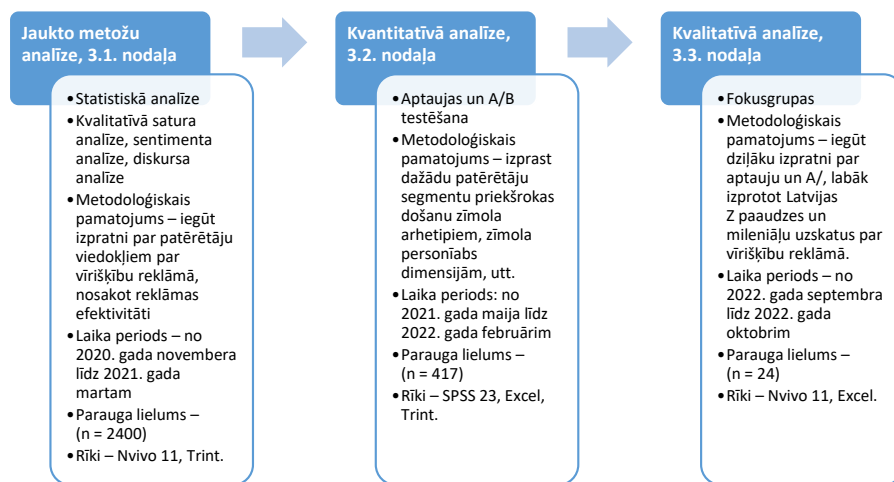 Jaukto metožu
analīze, 3.1. nodaļa
•Statistiskā analīze
•Kvalitatīvā satura
analīze, sentimenta
analīze, diskursa
analīze
•Metodoloģiskais
pamatojums – iegūt
izpratni par patērētāju
viedokļiem par
vīrišķību reklāmā,
nosakot reklāmas
efektivitāti
•Laika periods – no
2020. gada novembera
līdz 2021. gada
martam
•Parauga lielums –
(n = 2400)
•Rīki – Nvivo 11, Trint.
Kvantitatīvā analīze,
3.2. nodaļa
•Aptaujas un A/B
testēšana
•Metodoloģiskais
pamatojums – izprast
dažādu patērētāju
segmentu priekšrokas
došanu zīmola
arhetipiem, zīmola
personīabs
dimensijām, utt.
•Laika periods: no
2021. gada maija līdz
2022. gada februārim
•Parauga lielums –
(n = 417)
•Rīki – SPSS 23, Excel,
Trint.
Kvalitatīvā analīze,
3.3. nodaļa
•Fokusgrupas
•Metodoloģiskais
pamatojums – iegūt
dziļāku izpratni par
aptauju un A/, labāk
izprotot Latvijas
Z paaudzes un
mileniāļu uzskatus par
vīrišķību reklāmā.
•Laika periods – no
2022. gada septembra
līdz 2022. gada
oktobrim
•Parauga lielums –
(n = 24)
•Rīki – Nvivo 11, Excel.